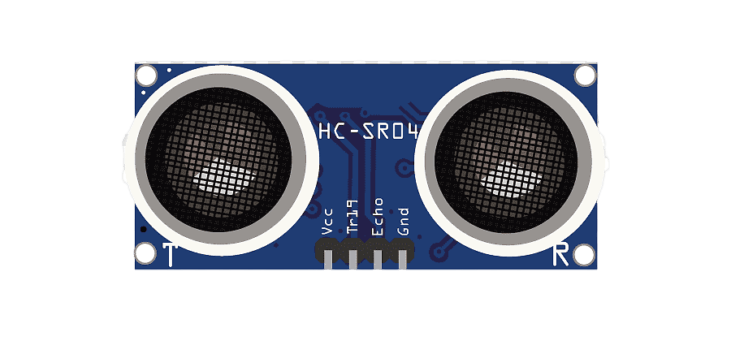 HC-SR04
Vcc
Trig
Echo
Gnd
T
R